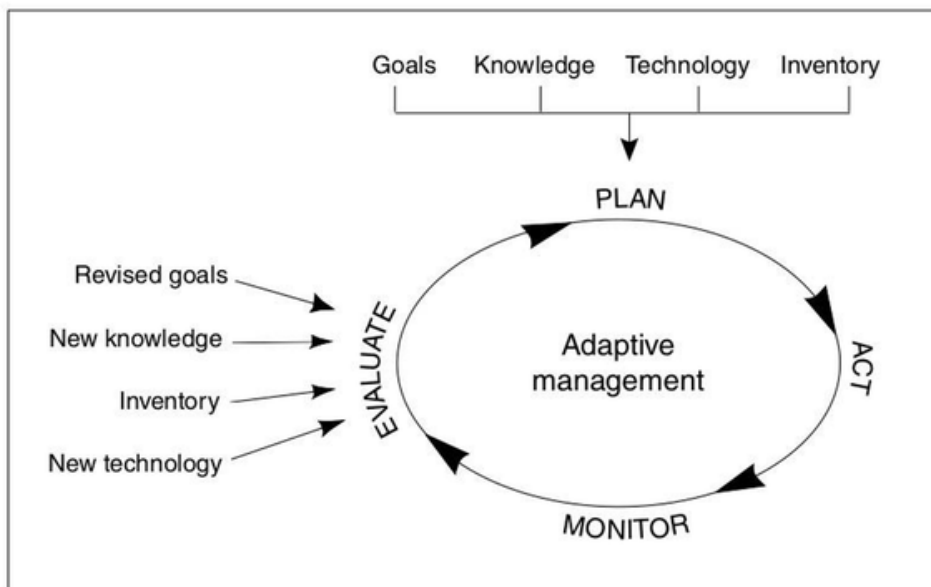 Goals Knowledge Technology Inventory
PLAN
Revised goals
New knowledge
Inventory
New technology
EVALUATE
Adaptive
management
ACT
MONITOR